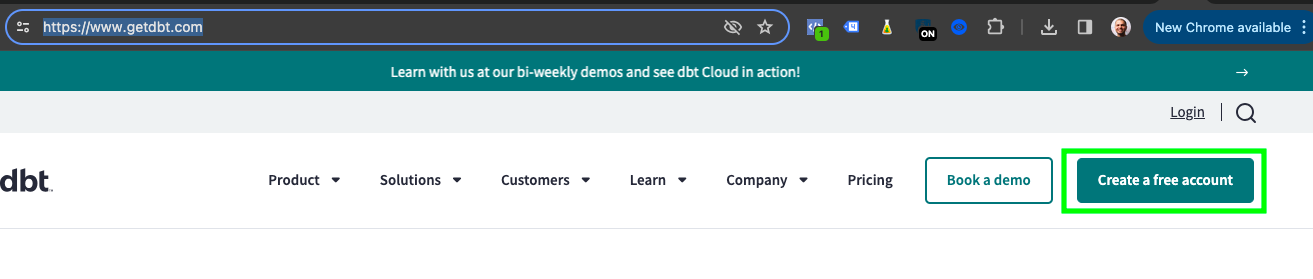 https://www.getdbt.com
1
ON
New Chrome available
Learn with us at our bi-weekly demos and see dbt Cloud in action! →
Login
dbt.
Product
Solutions
Customers
Learn
Company
Pricing
Book a demo
Create a free account